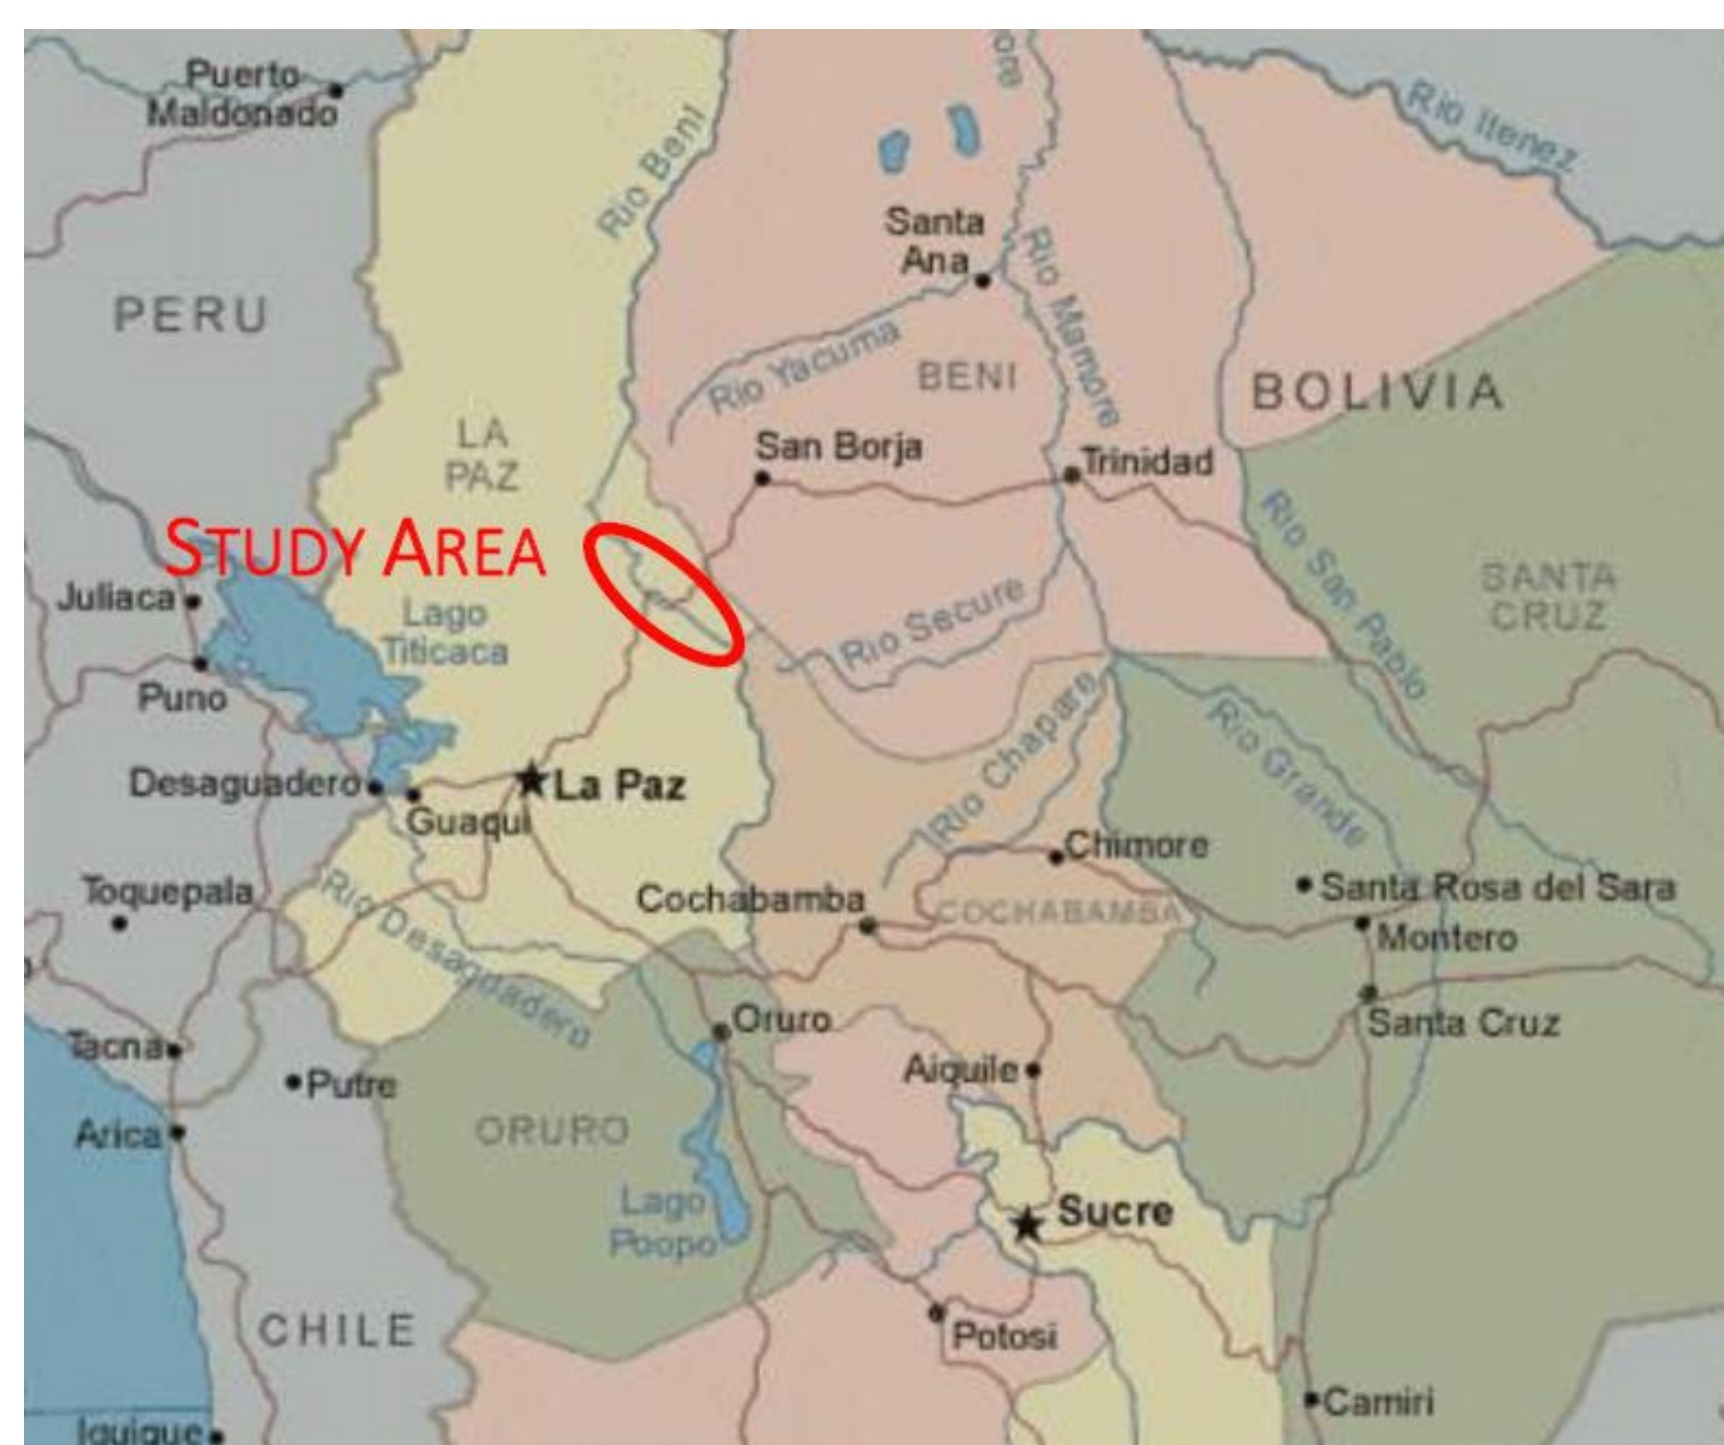 Puerto
Maldonado
ore
Rio Itenez
Rio Beni
Santa
Ana
Rio Mamore
PERU
Rio Yacuma
BENI
BOLIVIA
LA
PAZ
San Borja
Trinidad
STUDY AREA
Rio San Pablo
SANTA
CRUZ
Juliaca
Lago
Titicaca
Rio Secure
Puno
Rio Chapare
Rio Grande
Desaguadero
La Paz
Guaqui
Chimore
Toquepala
Cochabamba
COCHABAMBA
Santa Rosa del Sara
Montero
Rio Desaguadero
Oruro
Santa Cruz
Tacna
Putre
Aiquile
Arica
ORURO
Lago
Poopo
Sucre
CHILE
Potosi
Camiri
Iquique